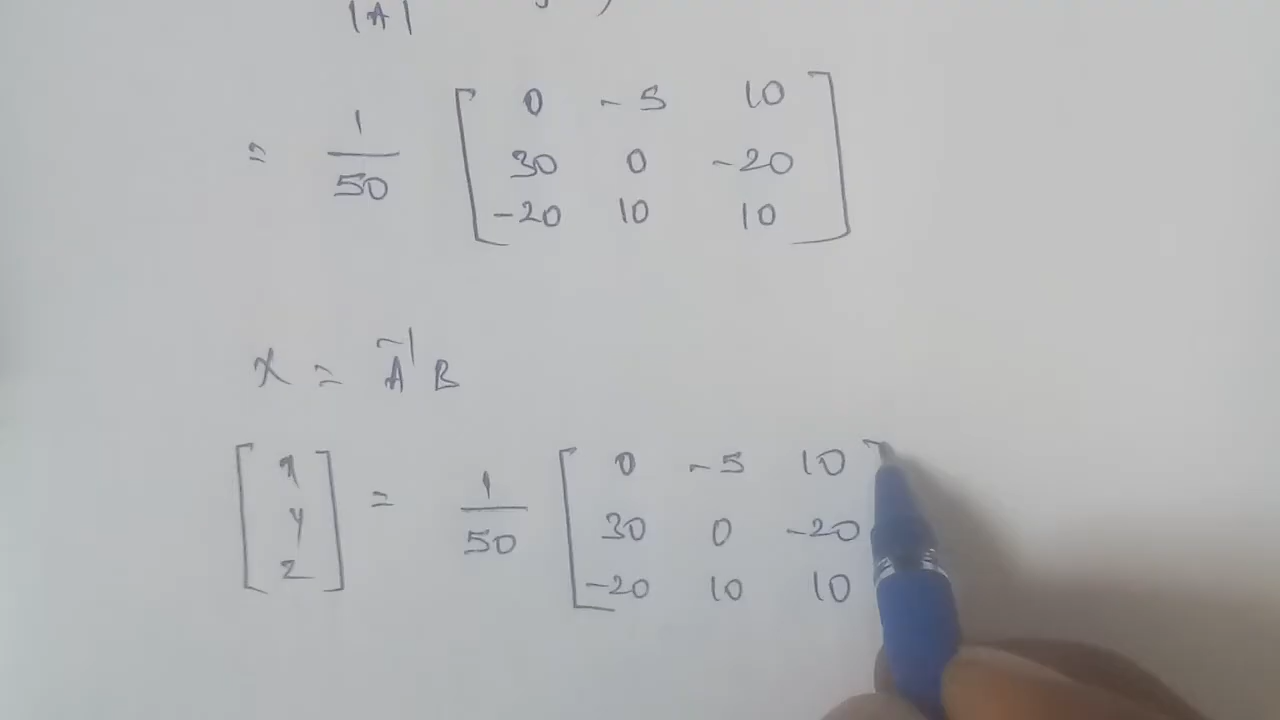 |A|
= 1/50 [ 0 -5 10
30 0 -20
-20 10 10 ]
X = A⁻¹ B
[ x
y
z ] = 1/50 [ 0 -5 10
30 0 -20
-20 10 10